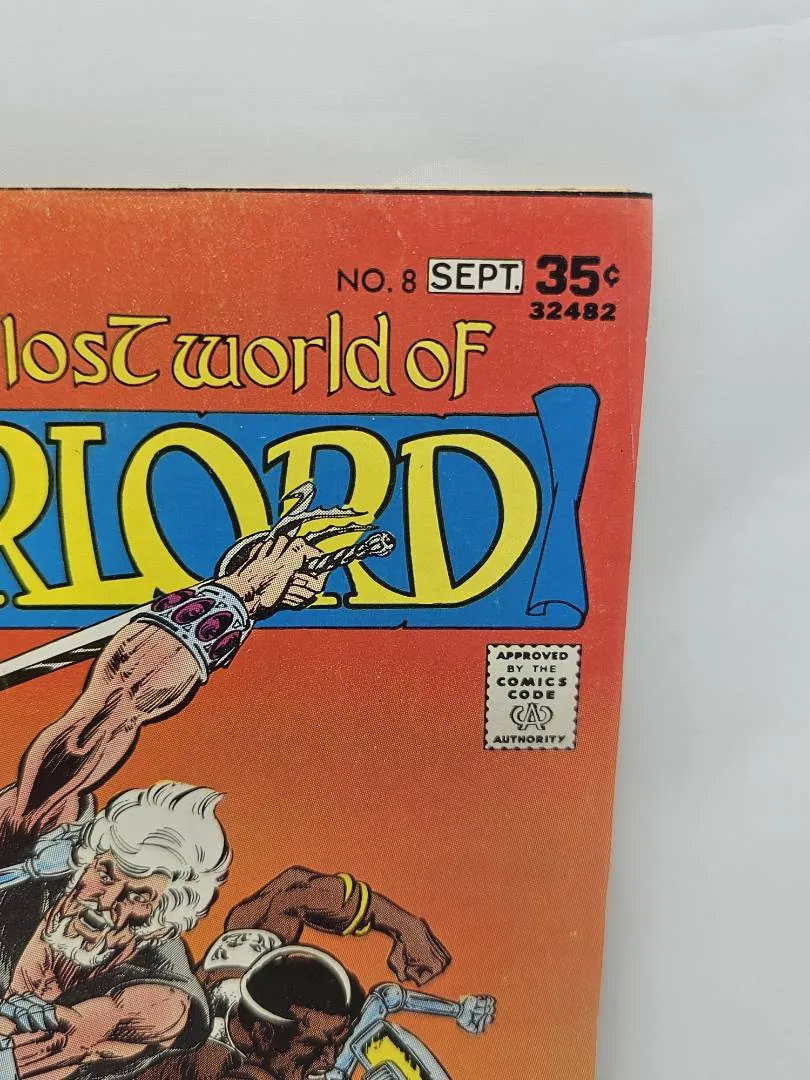 NO. 8 SEPT. 35¢
32482
lost world of
RLORD
APPROVED
BY THE
COMICS
CODE
CA
AUTHORITY